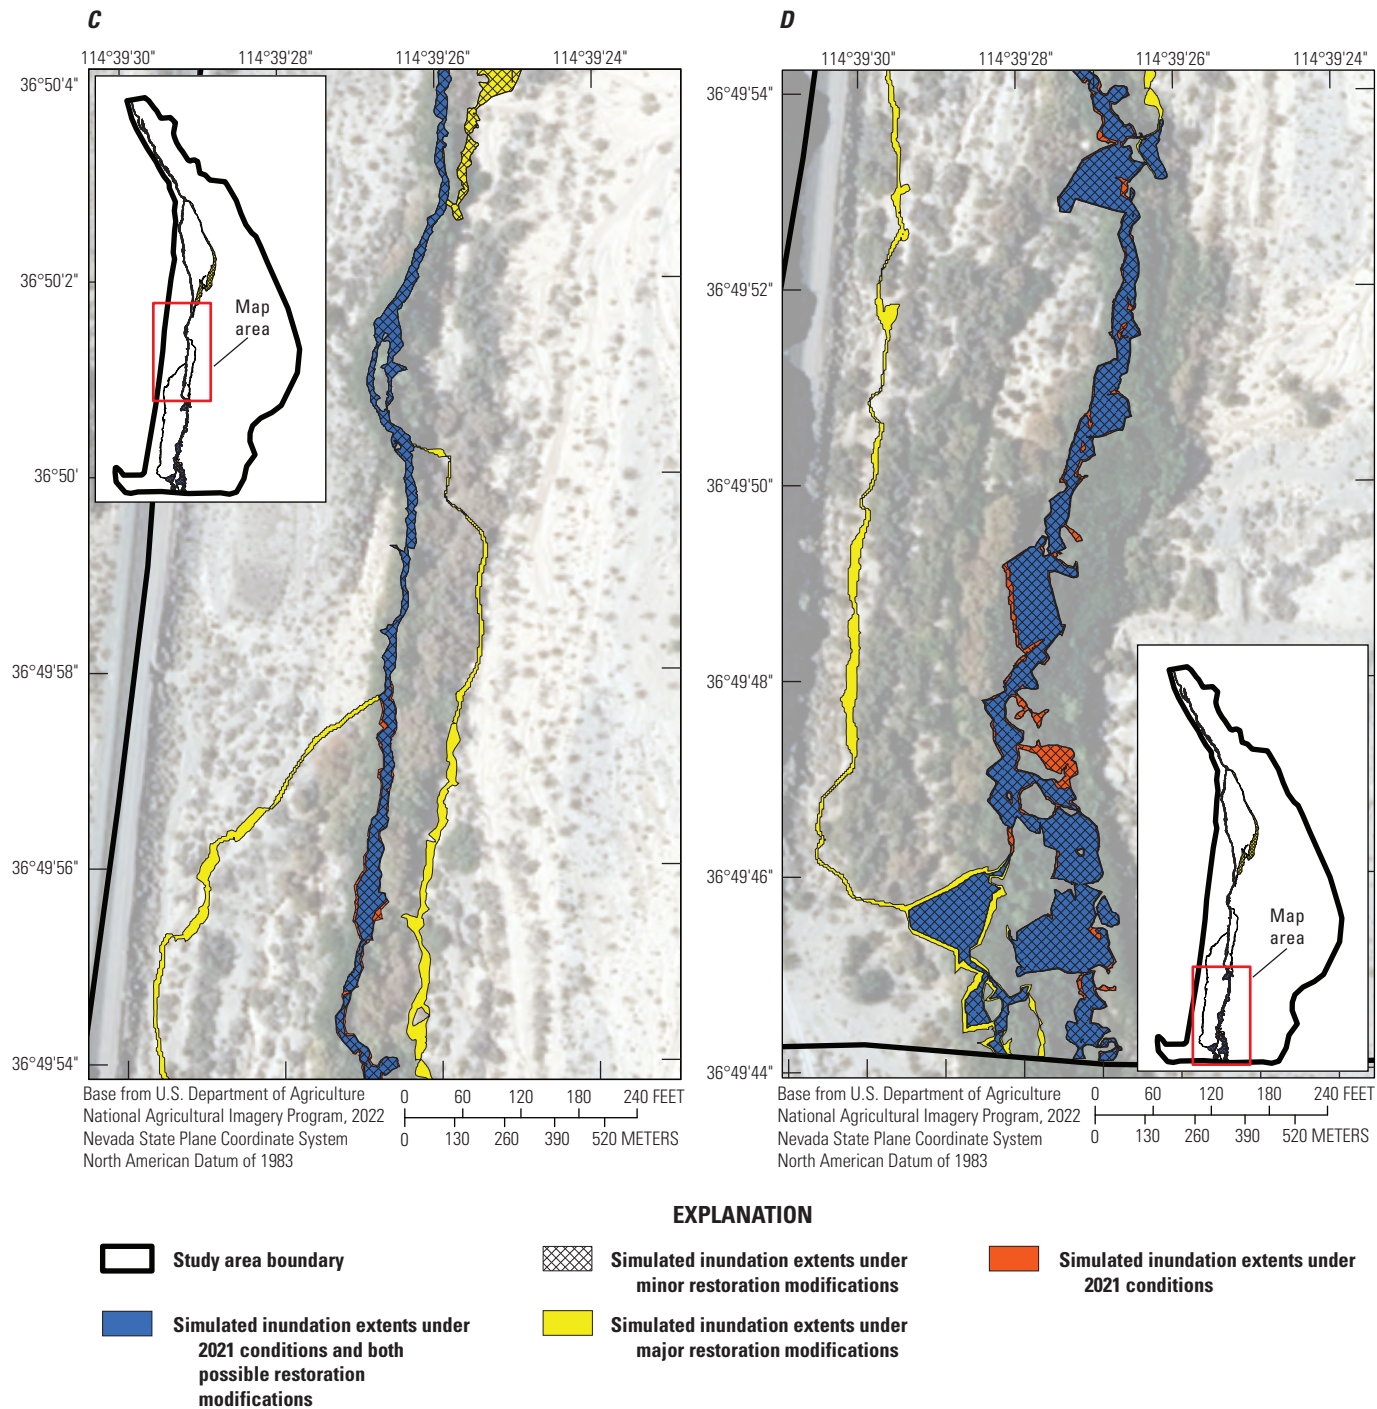 C
114°39'30" 114°39'28" 114°39'26" 114°39'24"
36°50'4"
36°50'2"
36°50'
36°49'58"
36°49'56"
36°49'54"
Map
area
Base from U.S. Department of Agriculture
National Agricultural Imagery Program, 2022
Nevada State Plane Coordinate System
North American Datum of 1983
0 60 120 180 240 FEET
0 130 260 390 520 METERS
D
114°39'30" 114°39'28" 114°39'26" 114°39'24"
36°49'54"
36°49'52"
36°49'50"
36°49'48"
36°49'46"
36°49'44"
Map
area
Base from U.S. Department of Agriculture
National Agricultural Imagery Program, 2022
Nevada State Plane Coordinate System
North American Datum of 1983
0 60 120 180 240 FEET
0 130 260 390 520 METERS
EXPLANATION
Study area boundary
Simulated inundation extents under
2021 conditions and both
possible restoration
modifications
Simulated inundation extents under
minor restoration modifications
Simulated inundation extents under
major restoration modifications
Simulated inundation extents under
2021 conditions